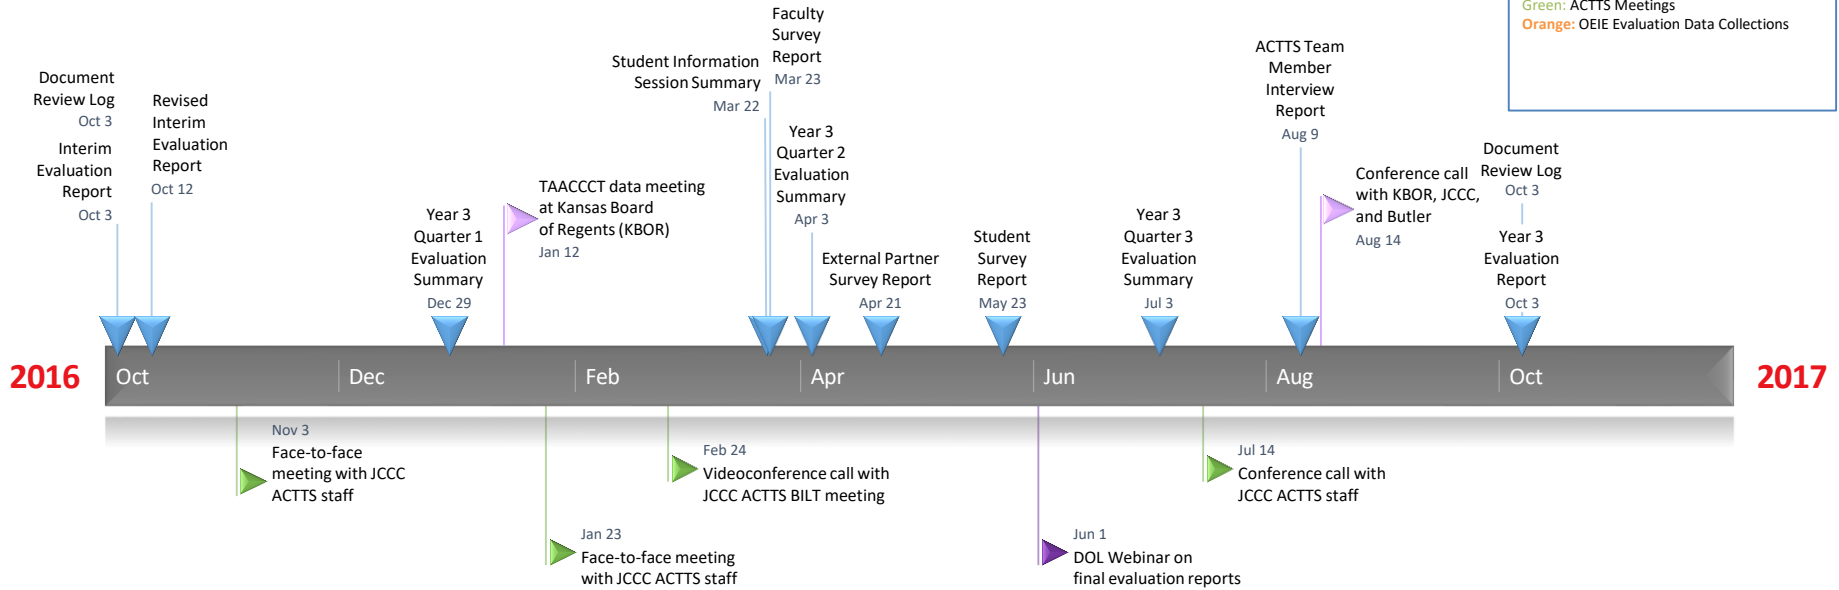 Green: ACTTS Meetings
Orange: OEIE Evaluation Data Collections
Document
Review Log
Oct 3
Interim
Evaluation
Report
Oct 3
Revised
Interim
Evaluation
Report
Oct 12
Year 3
Quarter 1
Evaluation
Summary
Dec 29
TAACCCT data meeting
at Kansas Board
of Regents (KBOR)
Jan 12
Student Information
Session Summary
Mar 22
Faculty
Survey
Report
Mar 23
Year 3
Quarter 2
Evaluation
Summary
Apr 3
External Partner
Survey Report
Apr 21
Student
Survey
Report
May 23
Year 3
Quarter 3
Evaluation
Summary
Jul 3
ACTTS Team
Member
Interview
Report
Aug 9
Conference call
with KBOR, JCCC,
and Butler
Aug 14
Document
Review Log
Oct 3
Year 3
Evaluation
Report
Oct 3
2016
Oct
Dec
Feb
Apr
Jun
Aug
Oct
2017
Nov 3
Face-to-face
meeting with JCCC
ACTTS staff
Jan 23
Face-to-face meeting
with JCCC ACTTS staff
Feb 24
Videoconference call with
JCCC ACTTS BILT meeting
Jun 1
DOL Webinar on
final evaluation reports
Jul 14
Conference call with
JCCC ACTTS staff